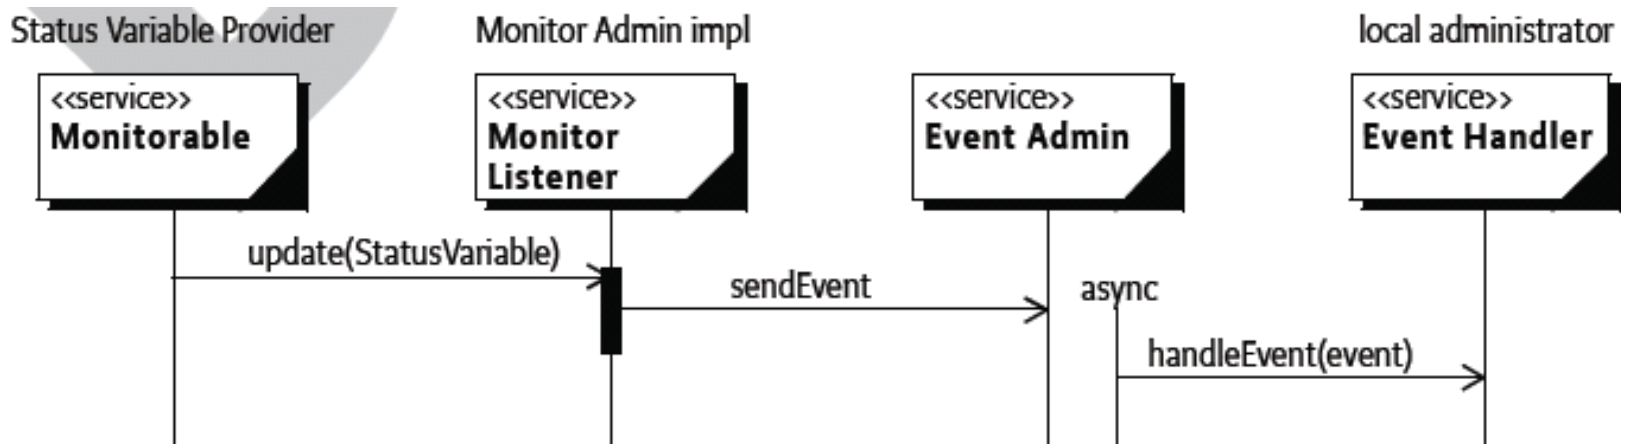 Status Variable Provider
Monitor Admin impl
local administrator
<<service>>
Monitorable
<<service>>
Monitor
Listener
<<service>>
Event Admin
<<service>>
Event Handler
update(StatusVariable)
sendEvent
async
handleEvent(event)